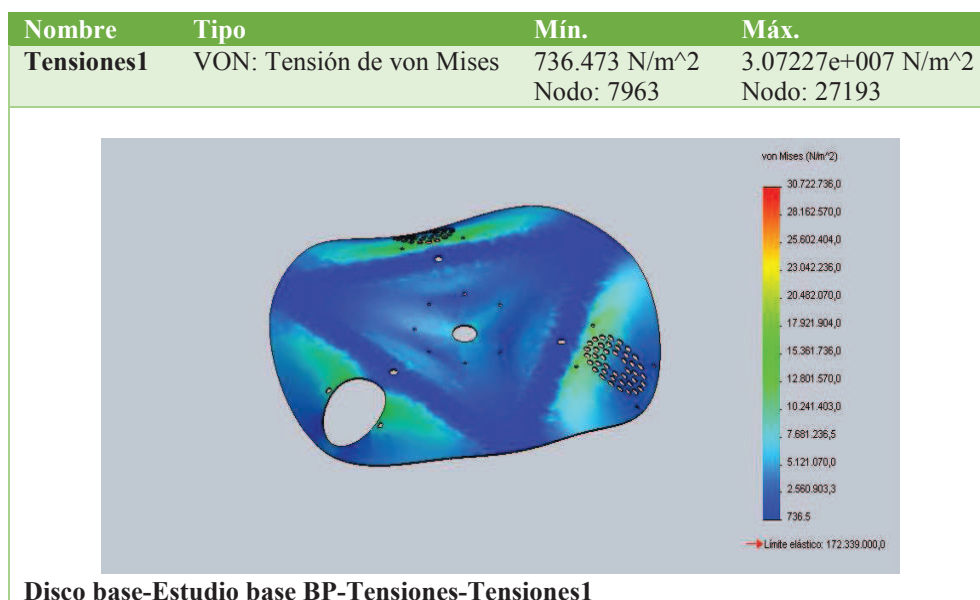 Nombre Tipo Mín. Máx.
Tensiones1 VON: Tensión de von Mises 736.473 N/m^2 3.07227e+007 N/m^2
Nodo: 7963 Nodo: 27193
von Mises (N/m^2)
30.722.736,0
28.162.570,0
25.602.404,0
23.042.236,0
20.482.070,0
17.921.904,0
15.361.736,0
12.801.570,0
10.241.403,0
7.681.236,5
5.121.070,0
2.560.903,3
736.5
Límite elástico: 172.339.000,0
Disco base-Estudio base BP-Tensiones-Tensiones1